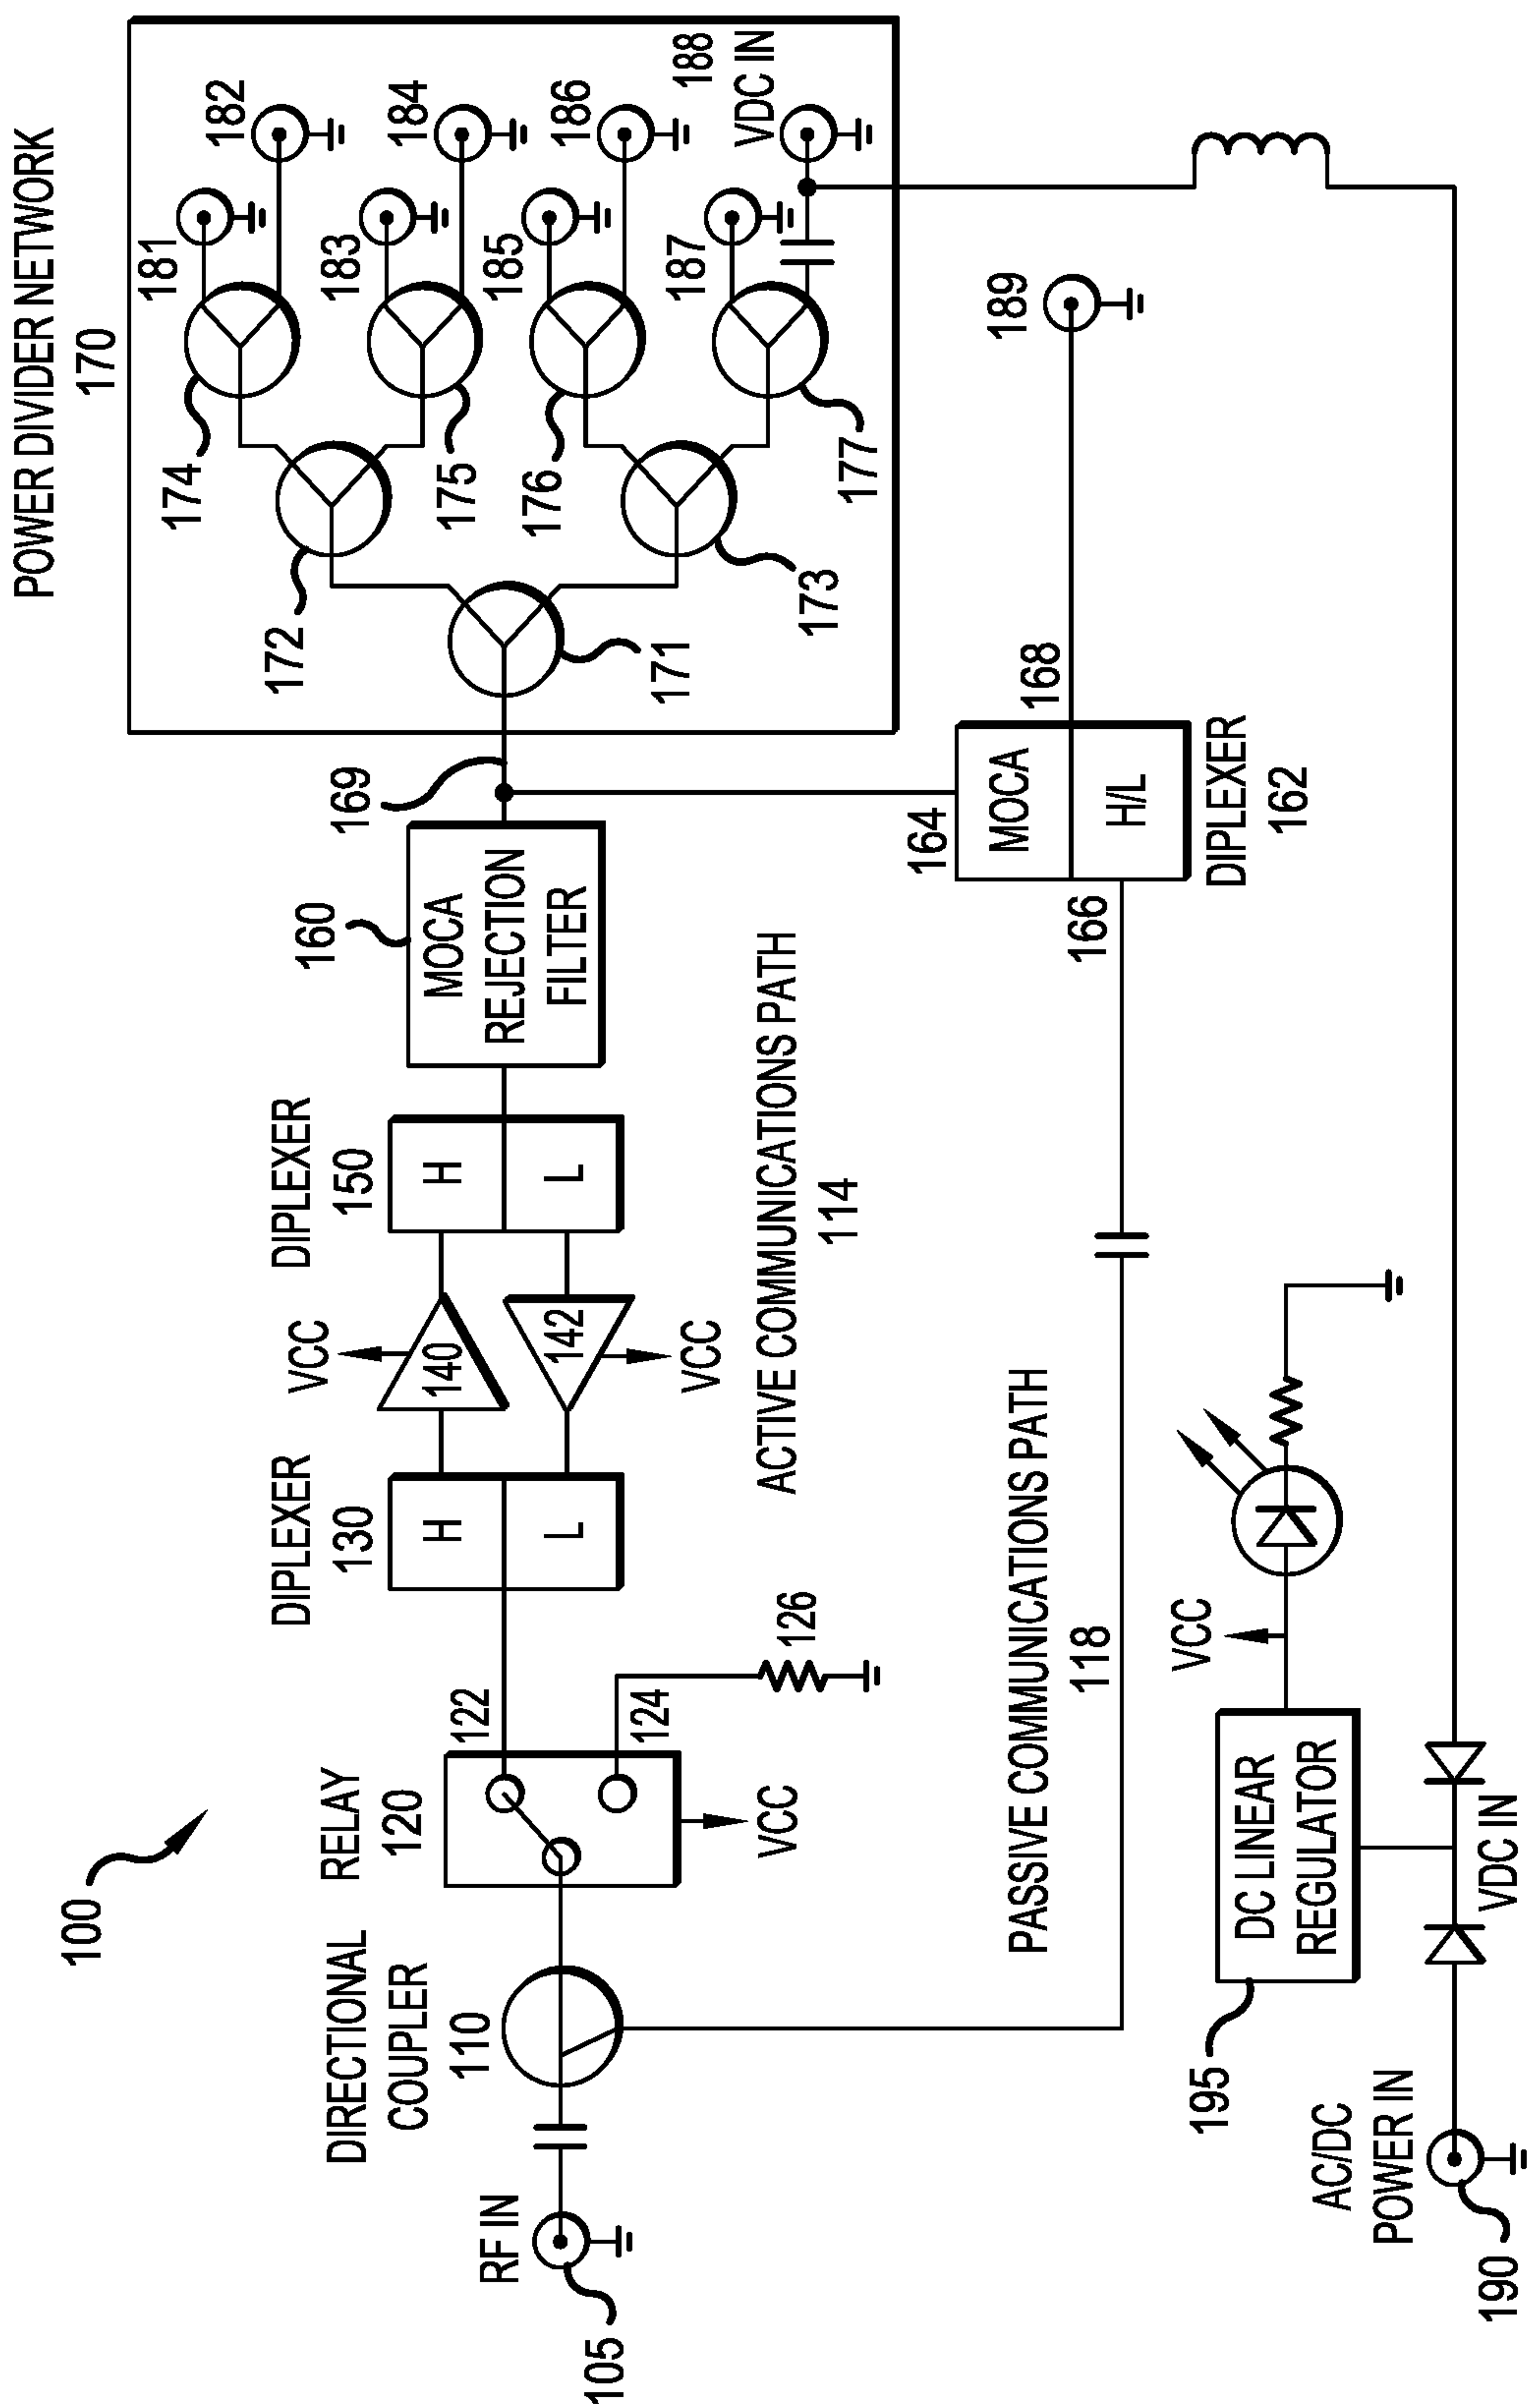 POWER DIVIDER NETWORK
170
181
182
183
184
185
186
187
188
VDC IN
174
175
176
177
172
173
171
169
189
168
MOCA
H/L
164
166
DIPLEXER
162
160
MOCA
REJECTION
FILTER
DIPLEXER
150
H
L
VCC
140
142
VCC
DIPLEXER
130
H
L
ACTIVE COMMUNICATIONS PATH
114
122
124
126
RELAY
120
VCC
100
DIRECTIONAL
COUPLER
110
RF IN
105
PASSIVE COMMUNICATIONS PATH
118
VCC
DC LINEAR
REGULATOR
195
VDC IN
AC/DC
POWER IN
190